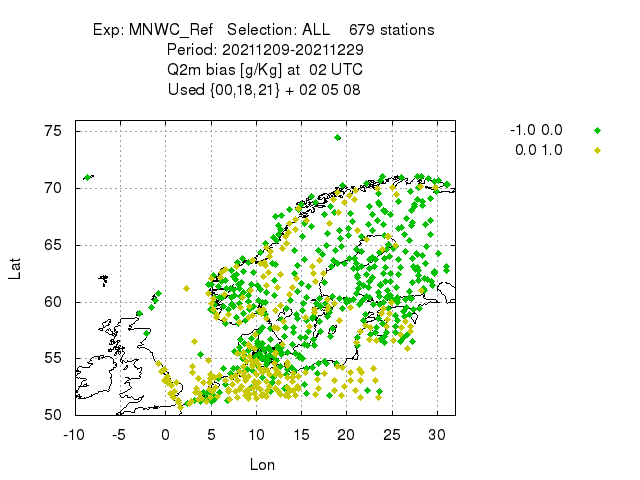 Exp: MNWC_Ref   Selection: ALL    679 stations
Period: 20211209-20211229
Q2m bias [g/Kg] at  02 UTC
Used {00,18,21} + 02 05 08
-1.0 0.0
0.0 1.0
75
70
65
60
55
50
Lat
-10 -5 0 5 10 15 20 25 30
Lon